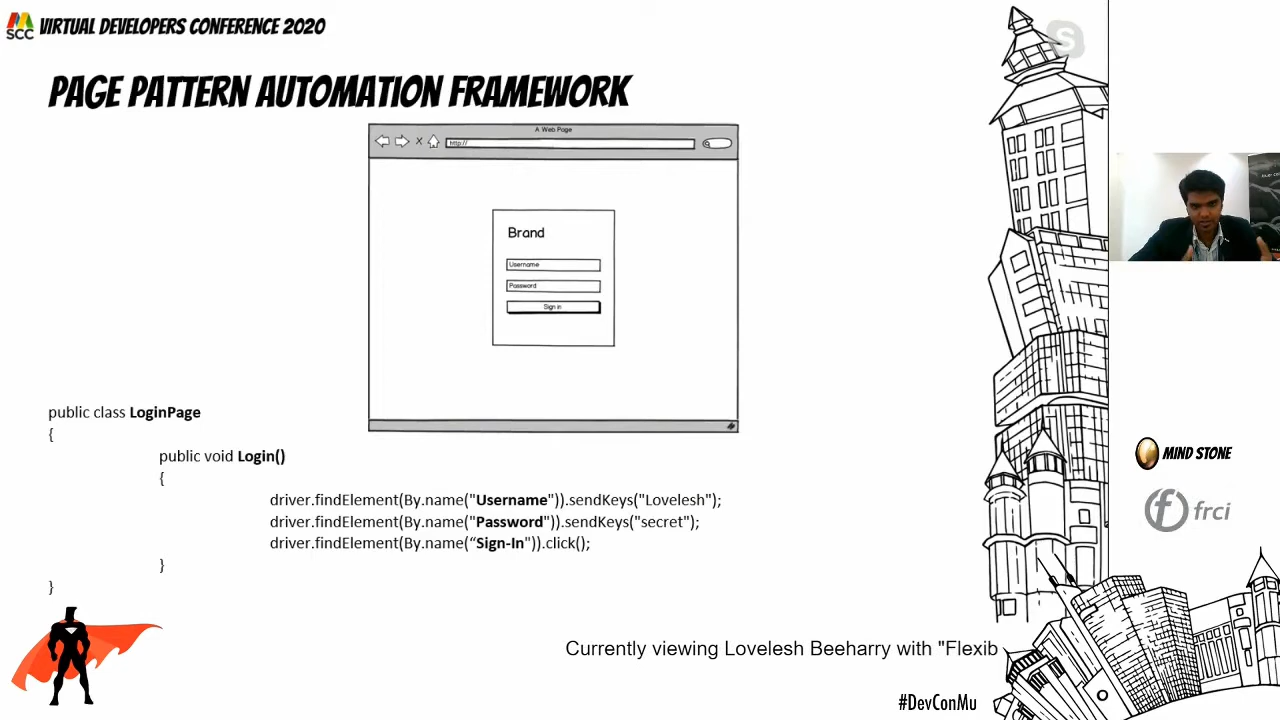 SCC VIRTUAL DEVELOPERS CONFERENCE 2020
PAGE PATTERN AUTOMATION FRAMEWORK
A Web Page
http://
Brand
Username
Password
Sign in
public class LoginPage
{
public void Login()
{
driver.findElement(By.name("Username")).sendKeys("Lovelesh");
driver.findElement(By.name("Password")).sendKeys("secret");
driver.findElement(By.name(“Sign-In")).click();
}
}
MIND STONE
frci
Currently viewing Lovelesh Beeharry with "Flexib
#DevConMu